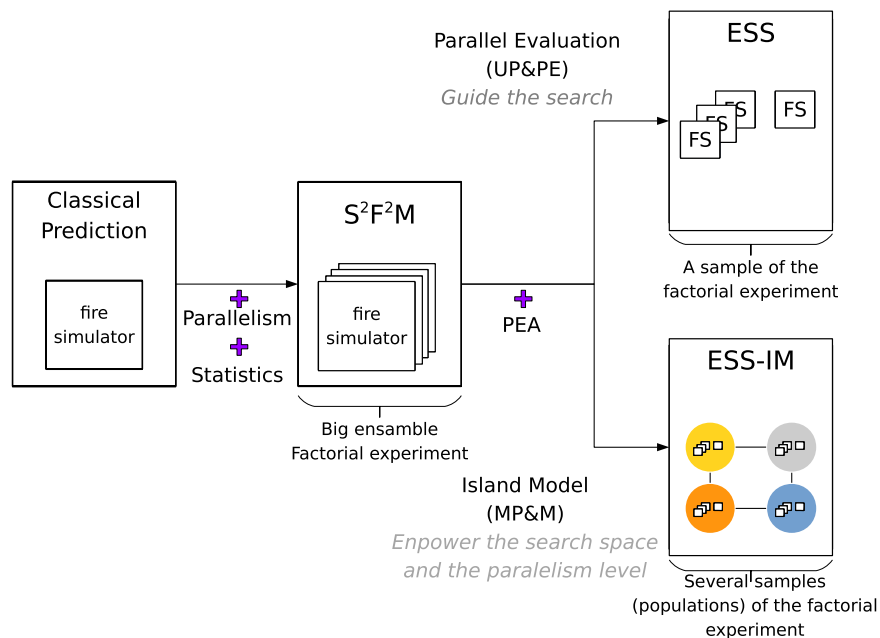 Classical
Prediction
fire
simulator
Parallelism
Statistics
S²F²M
fire
simulator
Big ensamble
Factorial experiment
PEA
Parallel Evaluation
(UP&PE)
Guide the search
ESS
FS
FS
FS
FS
A sample of the
factorial experiment
Island Model
(MP&M)
Enpower the search space
and the paralelism level
ESS-IM
Several samples
(populations) of the factorial
experiment